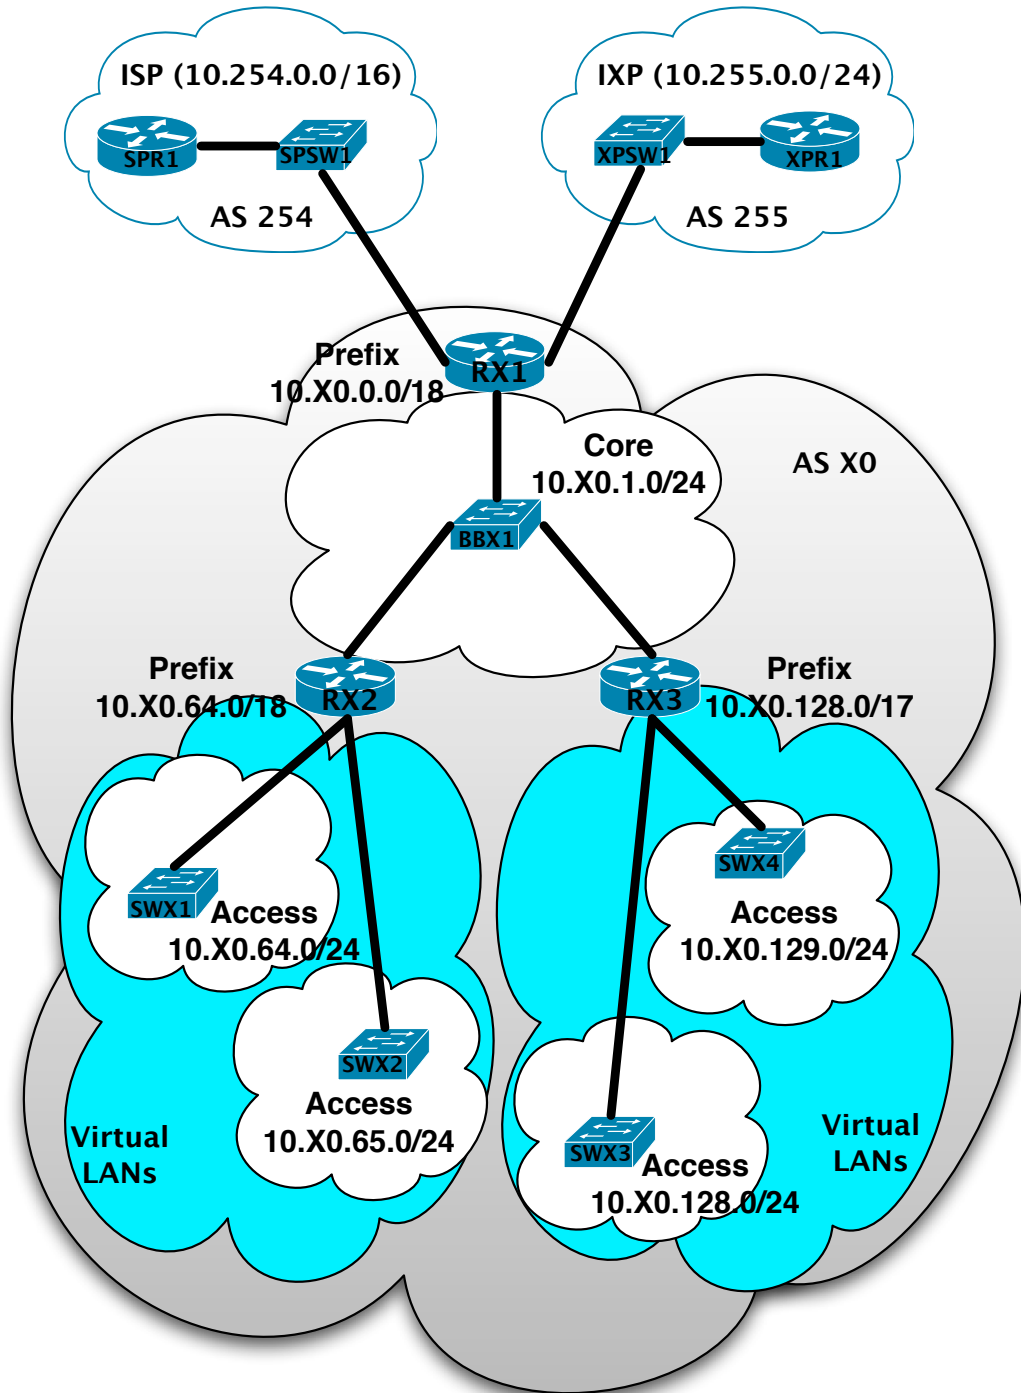 ISP (10.254.0.0/16)
SPR1
SPSW1
AS 254
IXP (10.255.0.0/24)
XPSW1
XPR1
AS 255
Prefix
10.X0.0.0/18
RX1
Core
10.X0.1.0/24
AS X0
BBX1
Prefix
10.X0.64.0/18
RX2
RX3
Prefix
10.X0.128.0/17
SWX1
Access
10.X0.64.0/24
SWX4
Access
10.X0.129.0/24
SWX2
Access
10.X0.65.0/24
Virtual
LANs
SWX3
Access
10.X0.128.0/24
Virtual
LANs